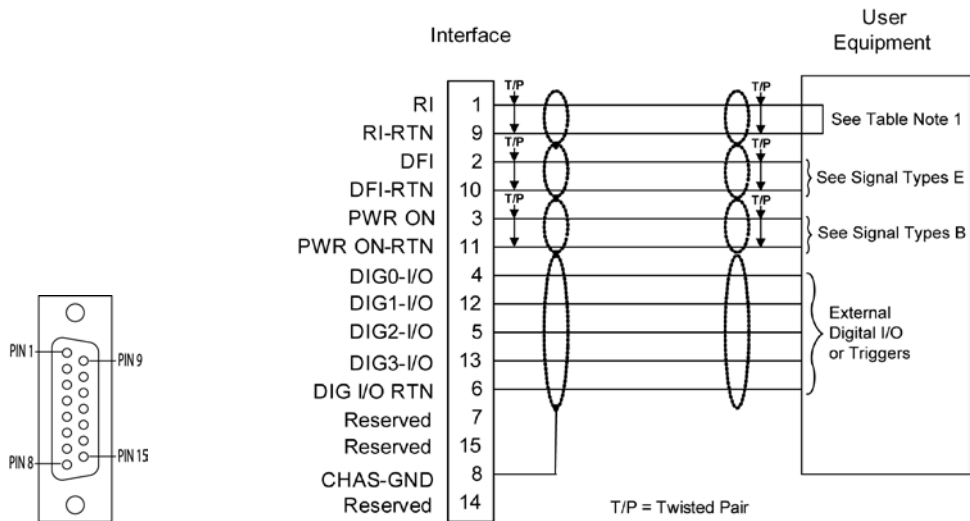 Interface
User
Equipment
T/P T/P
RI 1 See Table Note 1
RI-RTN 9
T/P T/P
DFI 2
See Signal Types E
DFI-RTN 10
T/P T/P
PWR ON 3
See Signal Types B
PWR ON-RTN 11
DIG0-I/O 4
DIG1-I/O 12
DIG2-I/O 5
DIG3-I/O 13
DIG I/O RTN 6
External
Digital I/O
or Triggers
Reserved 7
Reserved 15
CHAS-GND 8
Reserved 14
T/P = Twisted Pair
PIN 1
PIN 9
PIN 8
PIN 15